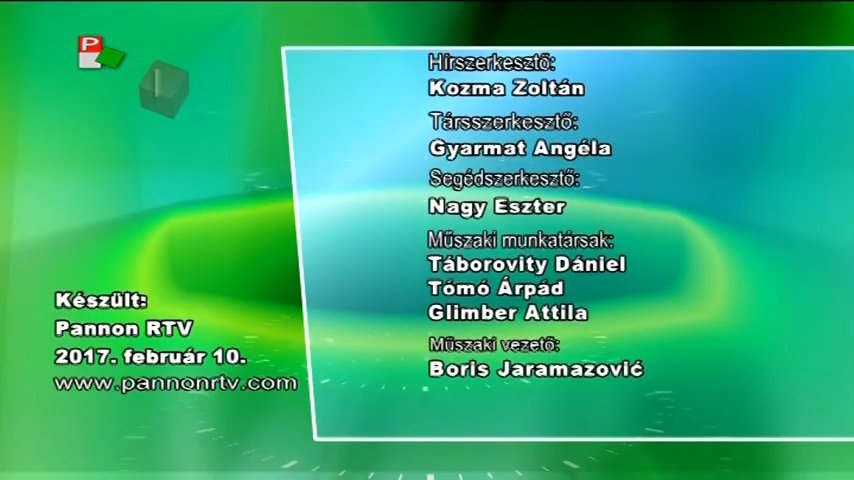 P
Hírszerkesztő:
Kozma Zoltán
Társszerkesztő:
Gyarmat Angéla
Segédszerkesztő:
Nagy Eszter
Műszaki munkatársak:
Táborovity Dániel
Tómó Árpád
Glimber Attila
Műszaki vezető:
Boris Jaramazović
Készült:
Pannon RTV
2017. február 10.
www.pannonrtv.com